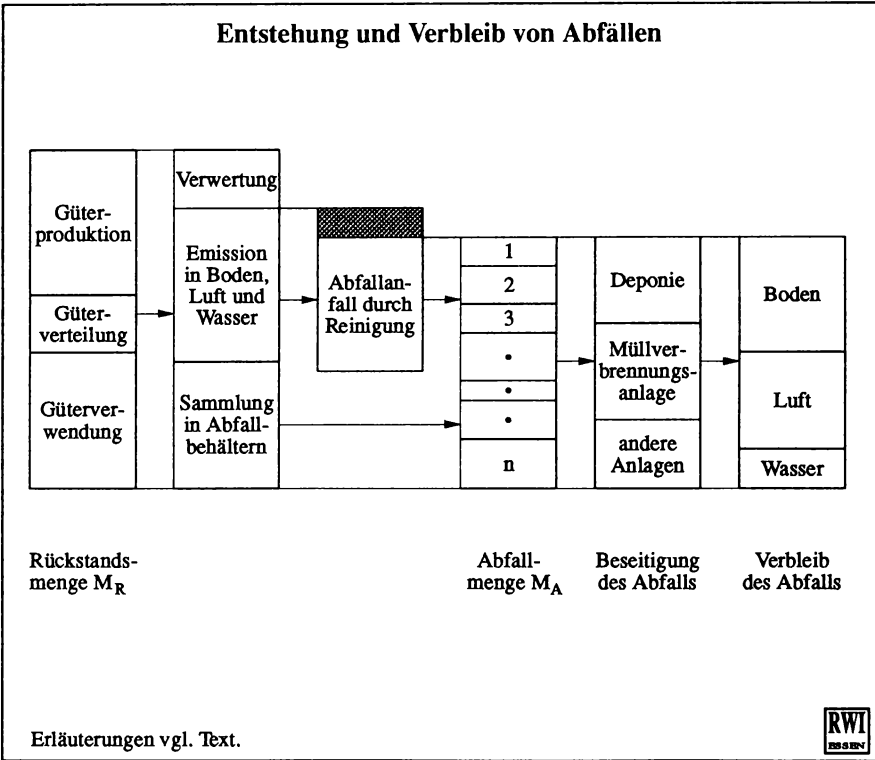 Entstehung und Verbleib von Abfällen
Güter-
produktion
Güter-
verteilung
Güterver-
wendung
Verwertung
Emission
in Boden,
Luft und
Wasser
Sammlung
in Abfall-
behältern
Abfallan-
fall durch
Reinigung
1
2
3
•
•
•
n
Deponie
Müllver-
brennungs-
anlage
andere
Anlagen
Boden
Luft
Wasser
Rückstands-
menge M_R
Abfall-
menge M_A
Beseitigung
des Abfalls
Verbleib
des Abfalls
Erläuterungen vgl. Text.
RWI
ESSEN